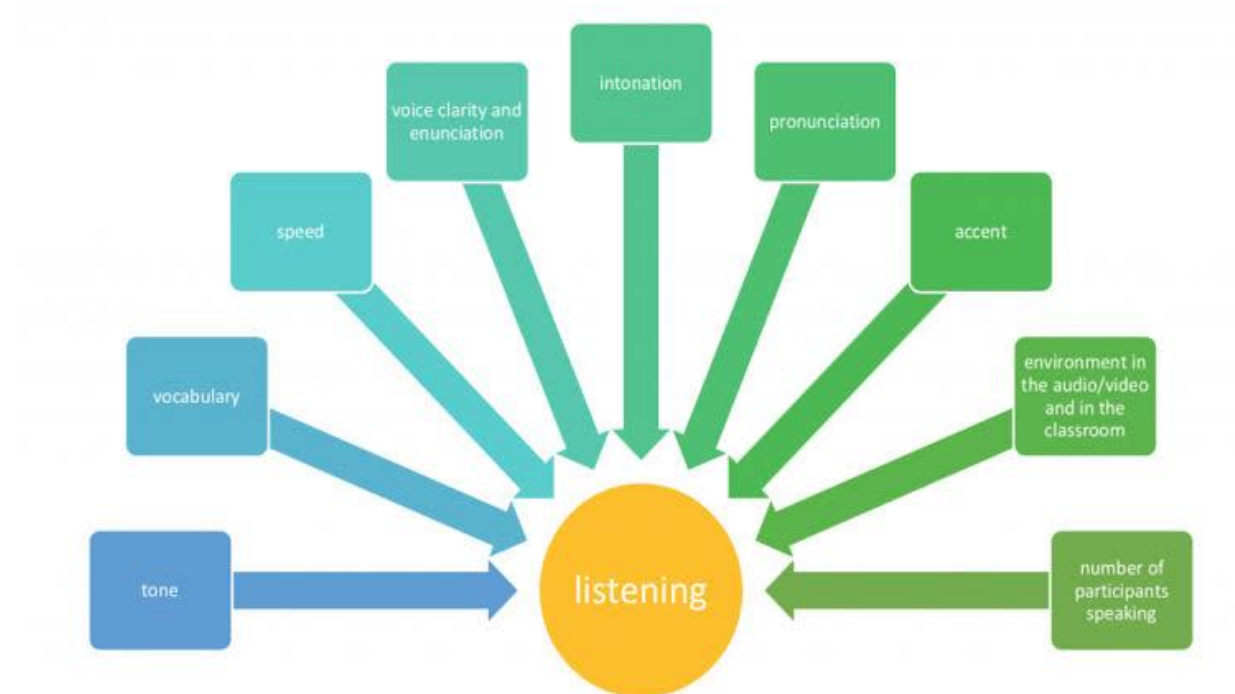 intonation
voice clarity and
enunciation
pronunciation
speed
accent
vocabulary
environment in
the audio/video
and in the
classroom
tone
listening
number of
participants
speaking